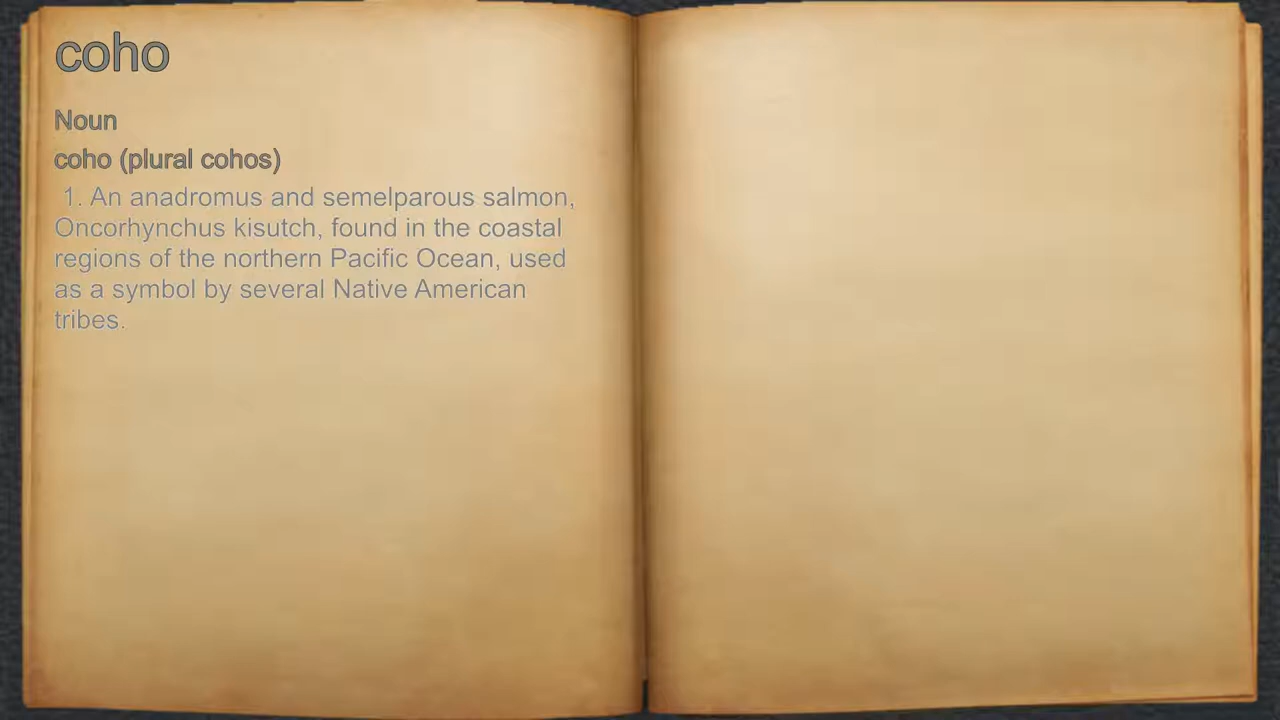 coho
Noun
coho (plural cohos)
1. An anadromus and semelparous salmon,
Oncorhynchus kisutch, found in the coastal
regions of the northern Pacific Ocean, used
as a symbol by several Native American
tribes.